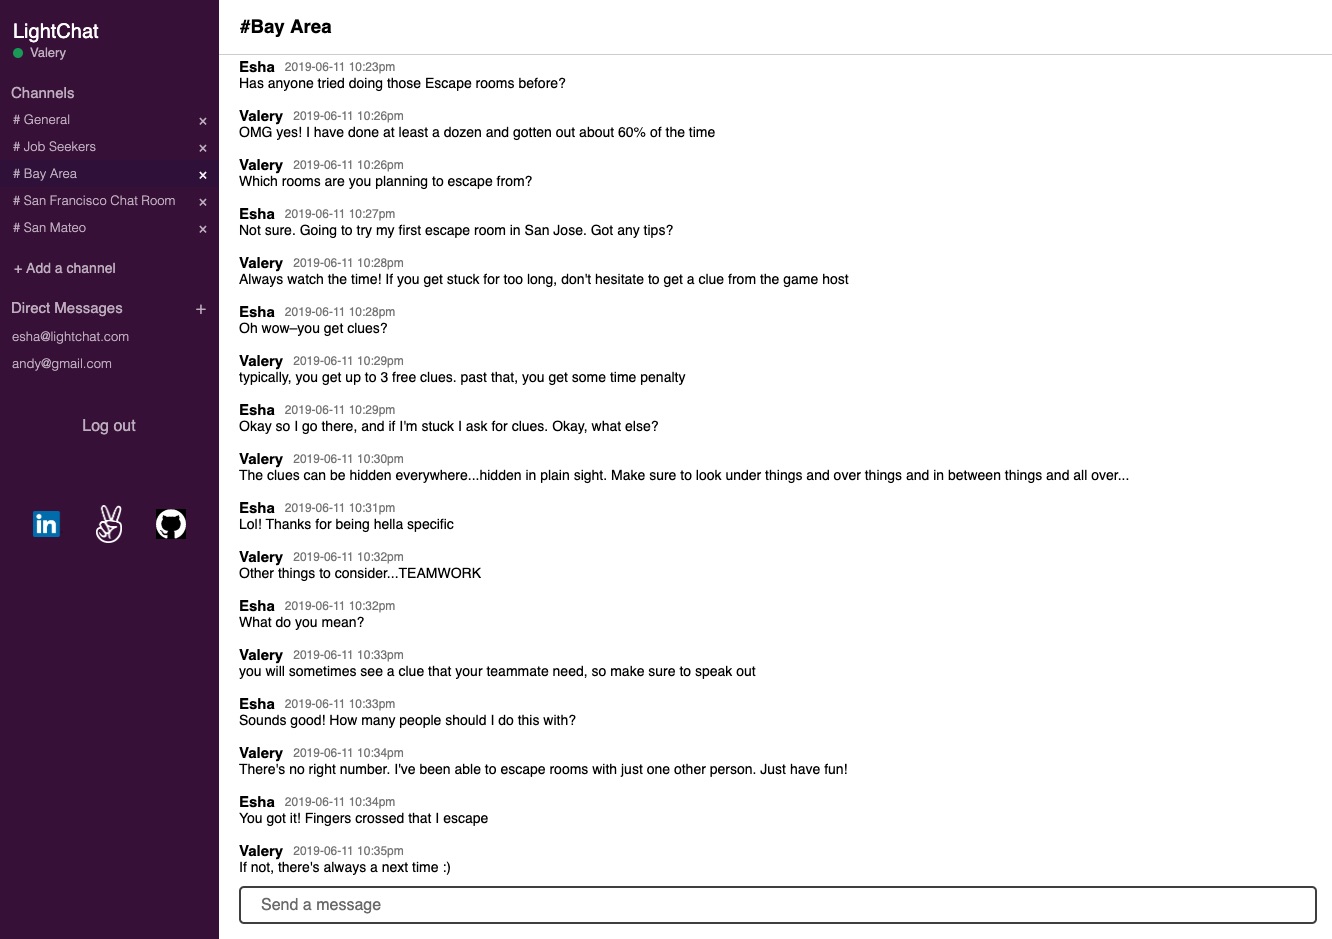 LightChat
Valery
Channels
# General ×
# Job Seekers ×
# Bay Area ×
# San Francisco Chat Room ×
# San Mateo ×
+ Add a channel
Direct Messages +
esha@lightchat.com
andy@gmail.com
Log out
in
#Bay Area
Esha 2019-06-11 10:23pm
Has anyone tried doing those Escape rooms before?
Valery 2019-06-11 10:26pm
OMG yes! I have done at least a dozen and gotten out about 60% of the time
Valery 2019-06-11 10:26pm
Which rooms are you planning to escape from?
Esha 2019-06-11 10:27pm
Not sure. Going to try my first escape room in San Jose. Got any tips?
Valery 2019-06-11 10:28pm
Always watch the time! If you get stuck for too long, don't hesitate to get a clue from the game host
Esha 2019-06-11 10:28pm
Oh wow–you get clues?
Valery 2019-06-11 10:29pm
typically, you get up to 3 free clues. past that, you get some time penalty
Esha 2019-06-11 10:29pm
Okay so I go there, and if I'm stuck I ask for clues. Okay, what else?
Valery 2019-06-11 10:30pm
The clues can be hidden everywhere...hidden in plain sight. Make sure to look under things and over things and in between things and all over...
Esha 2019-06-11 10:31pm
Lol! Thanks for being hella specific
Valery 2019-06-11 10:32pm
Other things to consider...TEAMWORK
Esha 2019-06-11 10:32pm
What do you mean?
Valery 2019-06-11 10:33pm
you will sometimes see a clue that your teammate need, so make sure to speak out
Esha 2019-06-11 10:33pm
Sounds good! How many people should I do this with?
Valery 2019-06-11 10:34pm
There's no right number. I've been able to escape rooms with just one other person. Just have fun!
Esha 2019-06-11 10:34pm
You got it! Fingers crossed that I escape
Valery 2019-06-11 10:35pm
If not, there's always a next time :)
Send a message